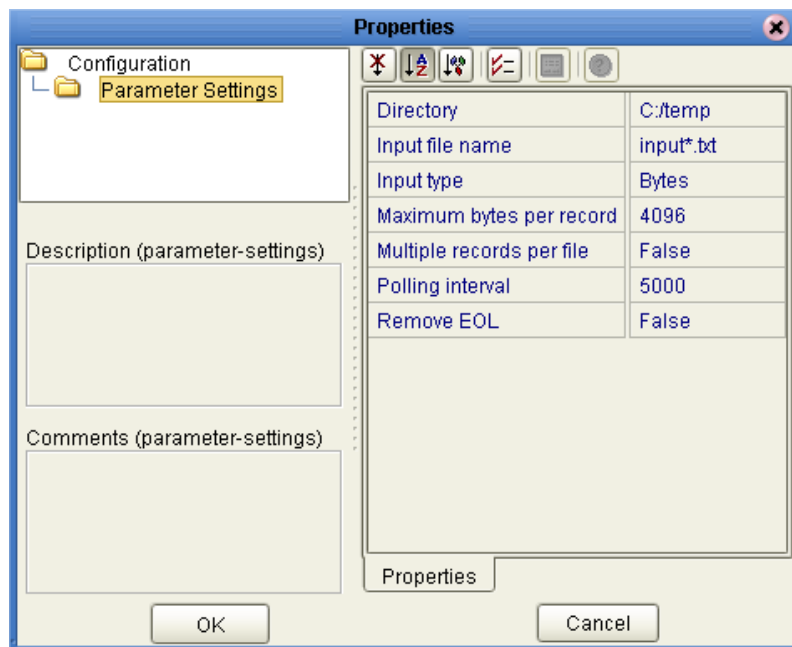 Properties
Configuration
Parameter Settings
Description (parameter-settings)
Comments (parameter-settings)
Directory C:/temp
Input file name input*.txt
Input type Bytes
Maximum bytes per record 4096
Multiple records per file False
Polling interval 5000
Remove EOL False
Properties
OK
Cancel